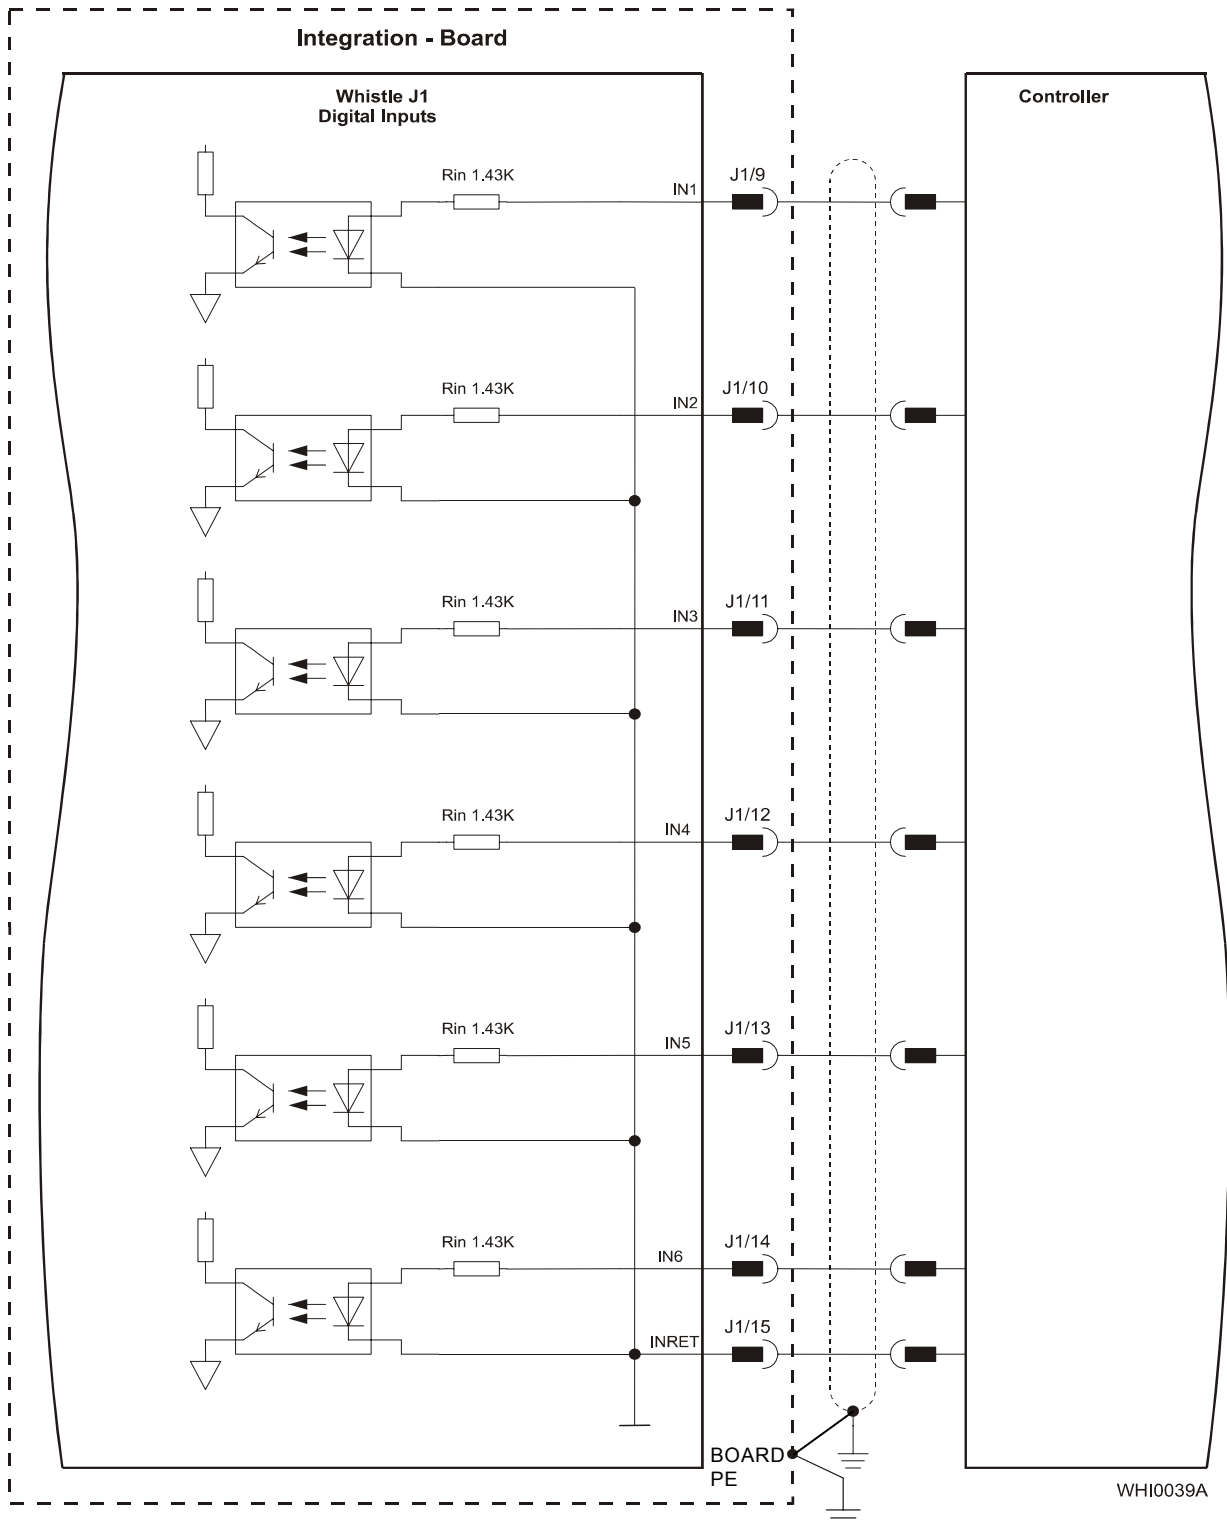 Integration - Board
Whistle J1
Digital Inputs
Controller
Rin 1.43K
IN1
J1/9
Rin 1.43K
IN2
J1/10
Rin 1.43K
IN3
J1/11
Rin 1.43K
IN4
J1/12
Rin 1.43K
IN5
J1/13
Rin 1.43K
IN6
J1/14
INRET
J1/15
BOARD
PE
WHI0039A